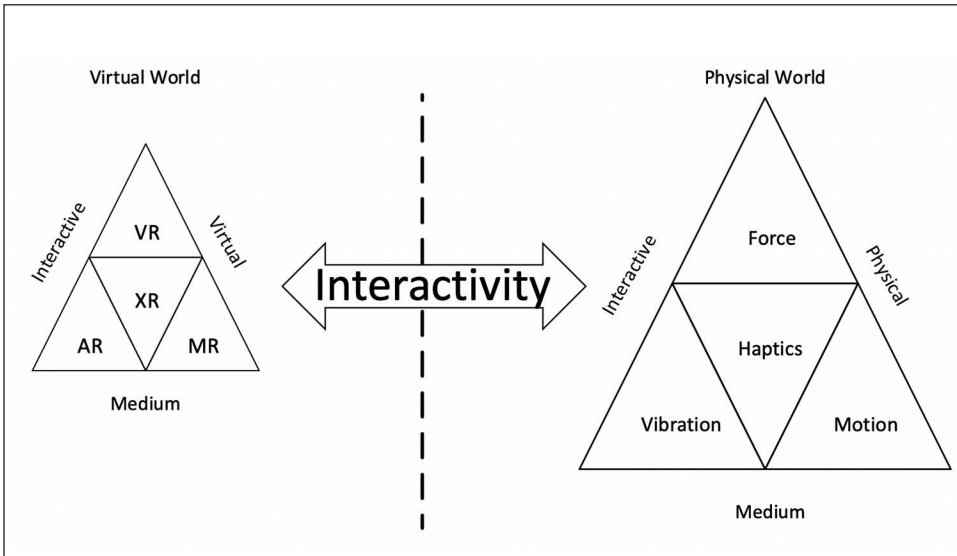 Virtual World
Interactive
Virtual
VR
XR
AR
MR
Medium
Interactivity
Physical World
Interactive
Physical
Force
Haptics
Vibration
Motion
Medium